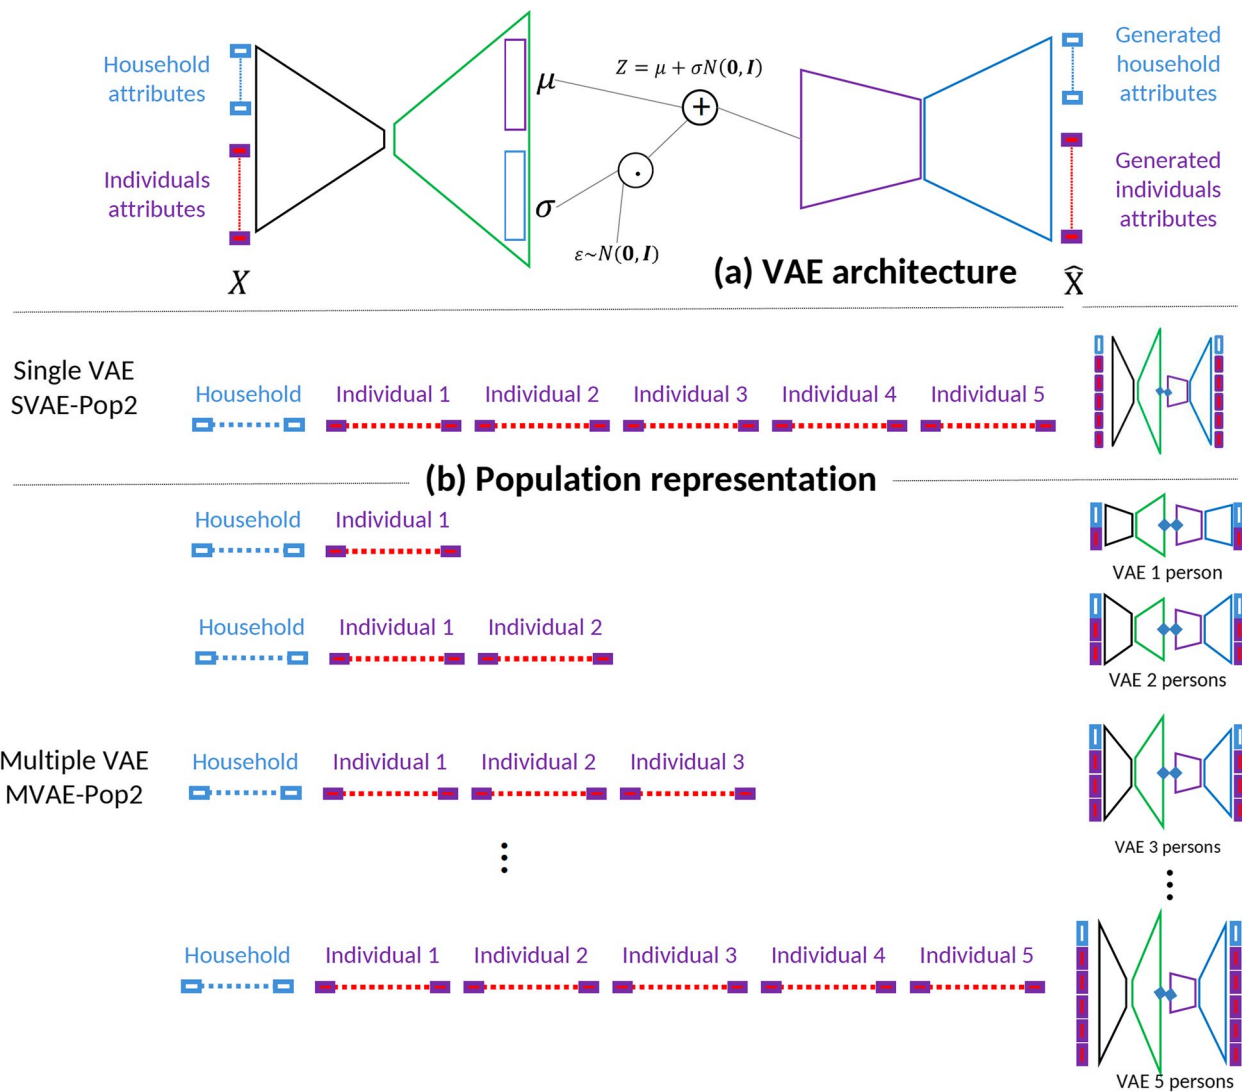 Household
attributes
Individuals
attributes
X
μ
σ
Z = μ + σN(0, I)
+
.
ε~N(0, I)
Generated
household
attributes
Generated
individuals
attributes
X̂
(a) VAE architecture
Single VAE
SVAE-Pop2
Household Individual 1 Individual 2 Individual 3 Individual 4 Individual 5
(b) Population representation
Household Individual 1
VAE 1 person
Household Individual 1 Individual 2
VAE 2 persons
Multiple VAE
MVAE-Pop2
Household Individual 1 Individual 2 Individual 3
VAE 3 persons
Household Individual 1 Individual 2 Individual 3 Individual 4 Individual 5
VAE 5 persons